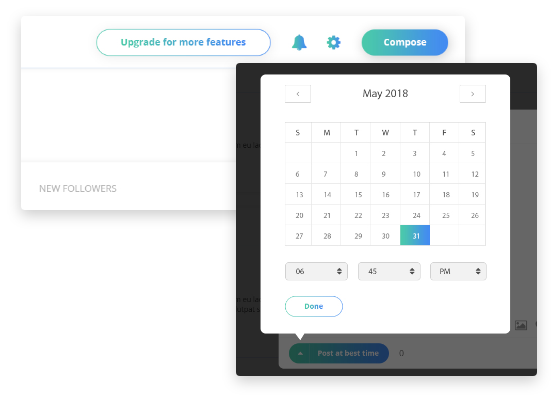 Upgrade for more features
Compose
NEW FOLLOWERS
May 2018
S M T W T F S
1 2 3 4 5
6 7 8 9 10 11 12
13 14 15 16 17 18 19
20 21 22 23 24 25 26
27 28 29 30 31
06 45 PM
Done
Post at best time 0